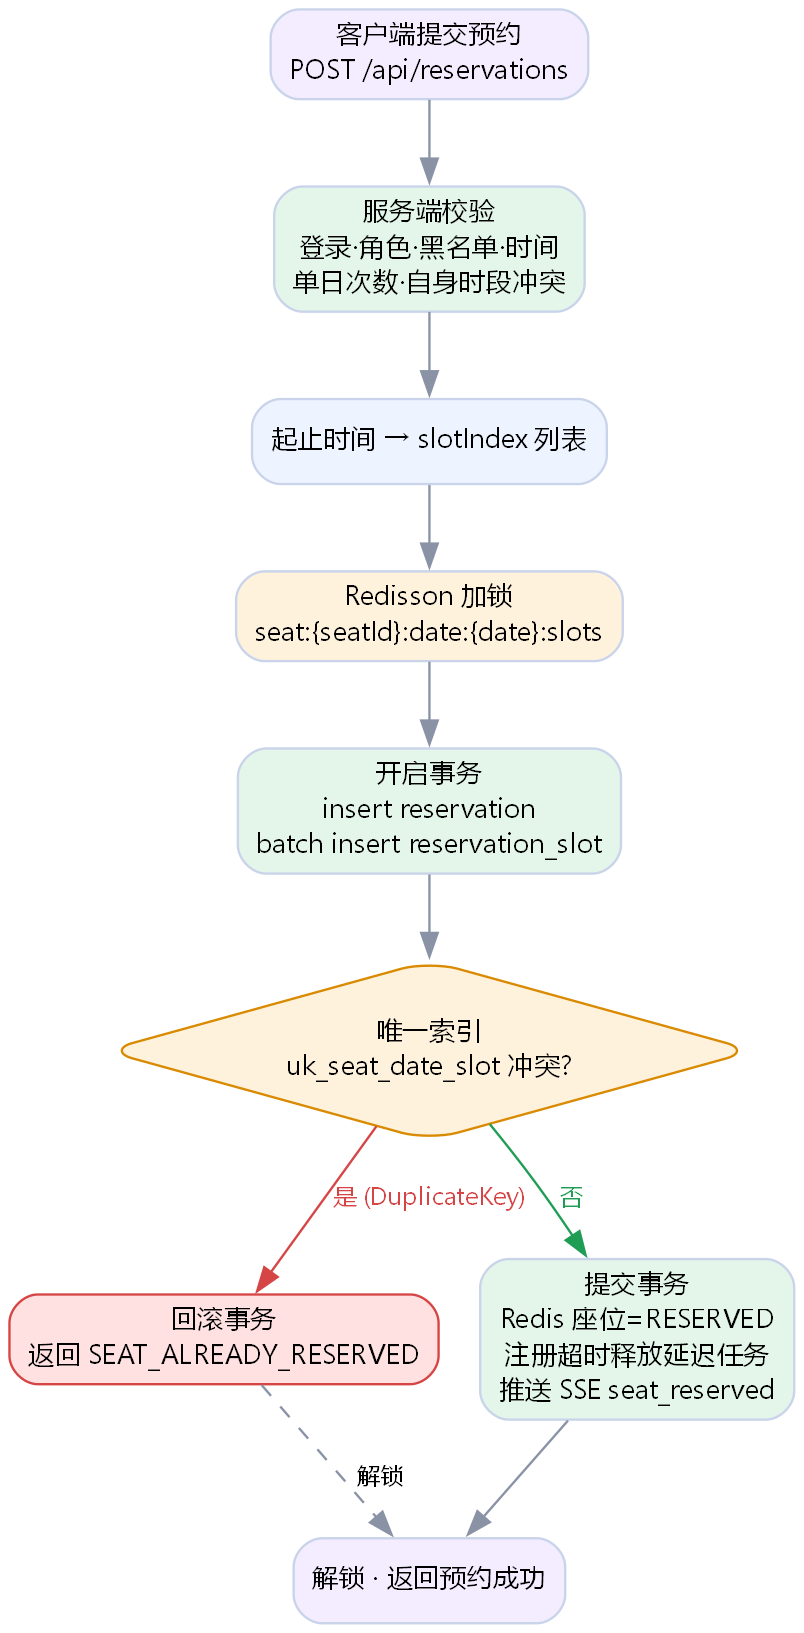 客户端提交预约
POST /api/reservations
服务端校验
登录·角色·黑名单·时间
单日次数·自身时段冲突
起止时间 → slotIndex 列表
Redisson 加锁
seat:{seatId}:date:{date}:slots
开启事务
insert reservation
batch insert reservation_slot
唯一索引
uk_seat_date_slot 冲突?
是 (DuplicateKey)
否
回滚事务
返回 SEAT_ALREADY_RESERVED
提交事务
Redis 座位=RESERVED
注册超时释放延迟任务
推送 SSE seat_reserved
解锁
解锁 · 返回预约成功